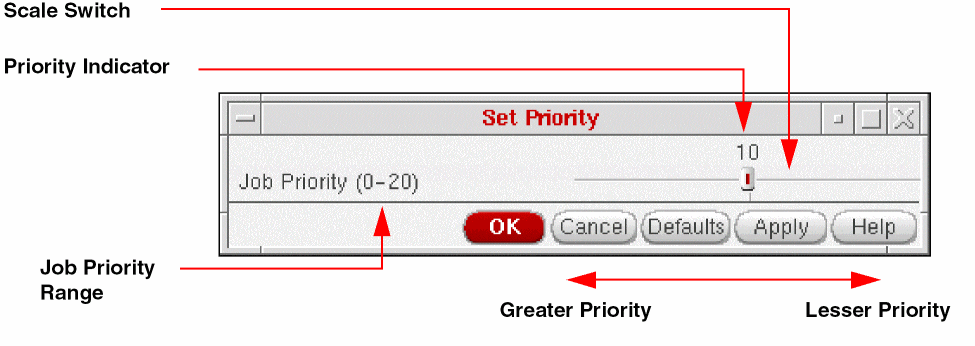 Scale Switch
Priority Indicator
Set Priority
10
Job Priority (0-20)
OK Cancel Defaults Apply Help
Job Priority
Range
Greater Priority Lesser Priority